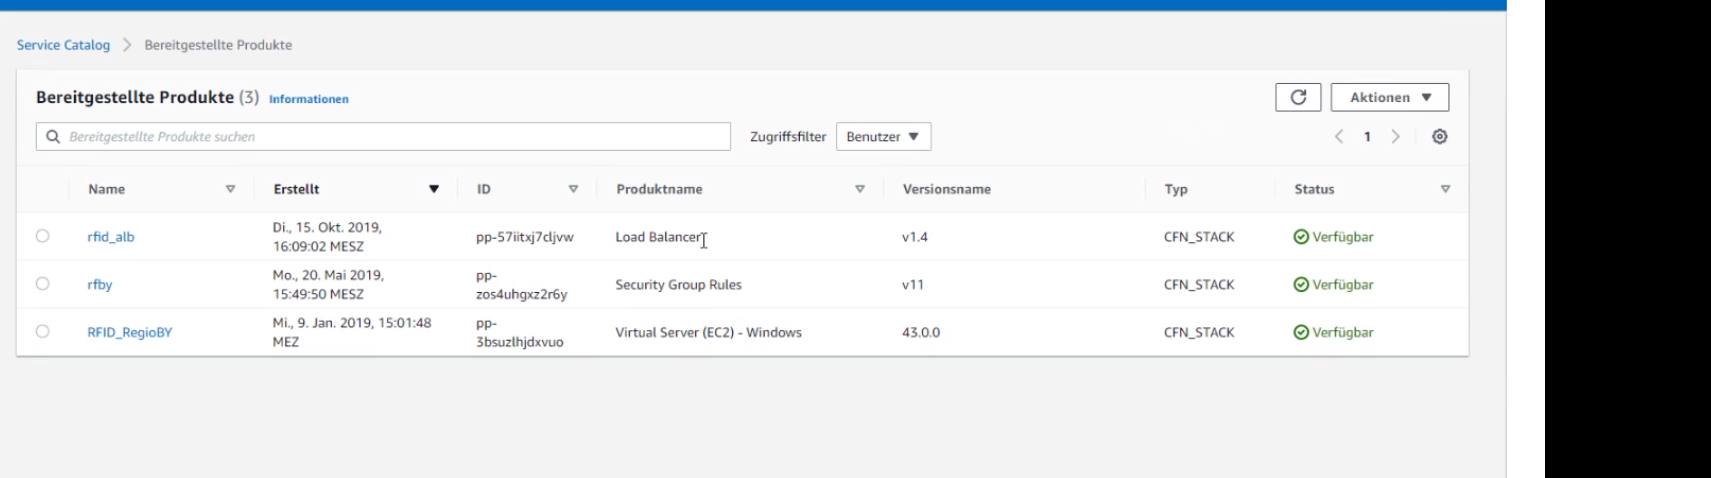 Service Catalog > Bereitgestellte Produkte
Bereitgestellte Produkte (3) Informationen
Aktionen
Bereitgestellte Produkte suchen
Zugriffsfilter Benutzer
1
Name Erstellt ID Produktname Versionsname Typ Status
rfid_alb Di., 15. Okt. 2019, 16:09:02 MESZ pp-57iitxj7cljvw Load Balancer v1.4 CFN_STACK Verfügbar
rfby Mo., 20. Mai 2019, 15:49:50 MESZ pp-zos4uhgxz2r6y Security Group Rules v11 CFN_STACK Verfügbar
RFID_RegioBY Mi., 9. Jan. 2019, 15:01:48 MEZ pp-3bsuzlhjdxvuo Virtual Server (EC2) - Windows 43.0.0 CFN_STACK Verfügbar